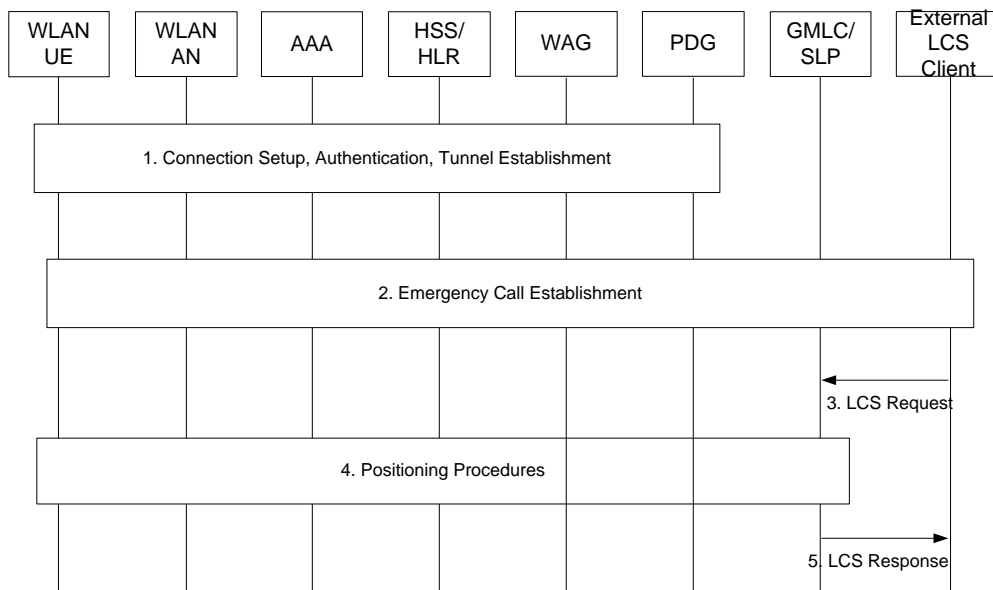 WLAN
UE
WLAN
AN
AAA
HSS/
HLR
WAG
PDG
GMLC/
SLP
External
LCS
Client
1. Connection Setup, Authentication, Tunnel Establishment
2. Emergency Call Establishment
3. LCS Request
4. Positioning Procedures
5. LCS Response